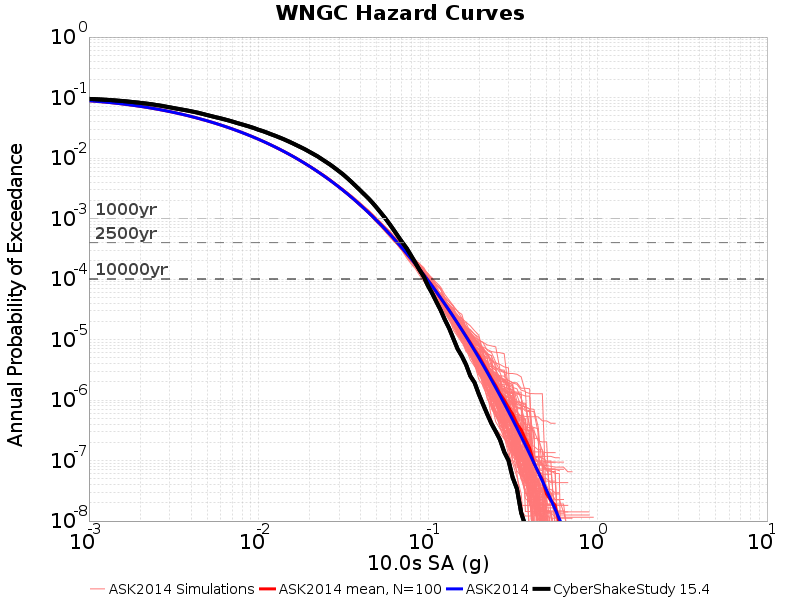 WNGC Hazard Curves
Annual Probability of Exceedance
10^0
10^-1
10^-2
10^-3
10^-4
10^-5
10^-6
10^-7
10^-8
1000yr
2500yr
10000yr
10^-3 10^-2 10^-1 10^0 10^1
10.0s SA (g)
ASK2014 Simulations ASK2014 mean, N=100 ASK2014 CyberShakeStudy 15.4